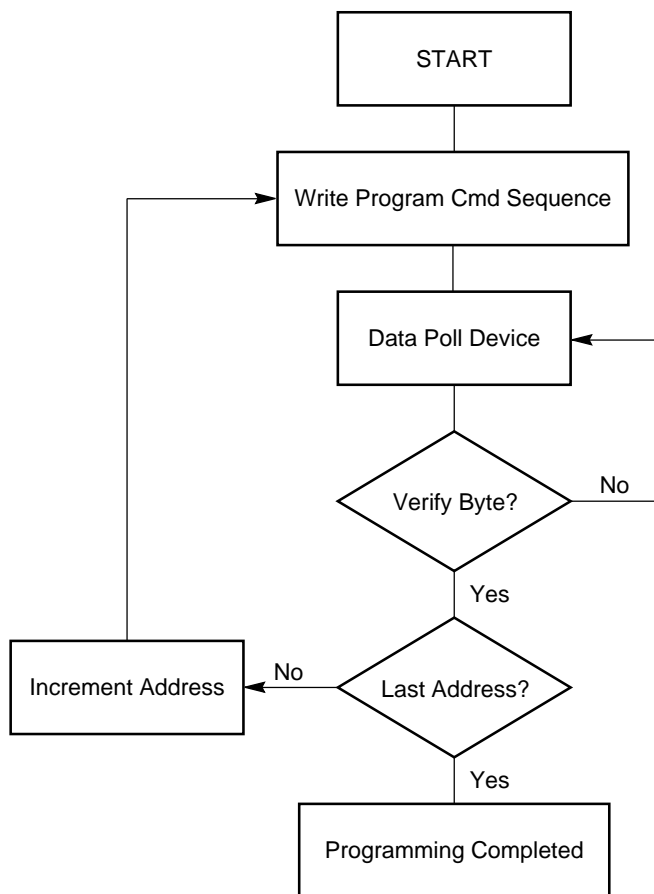 START
Write Program Cmd Sequence
Data Poll Device
Verify Byte?
No
Yes
Increment Address
No
Last Address?
Yes
Programming Completed